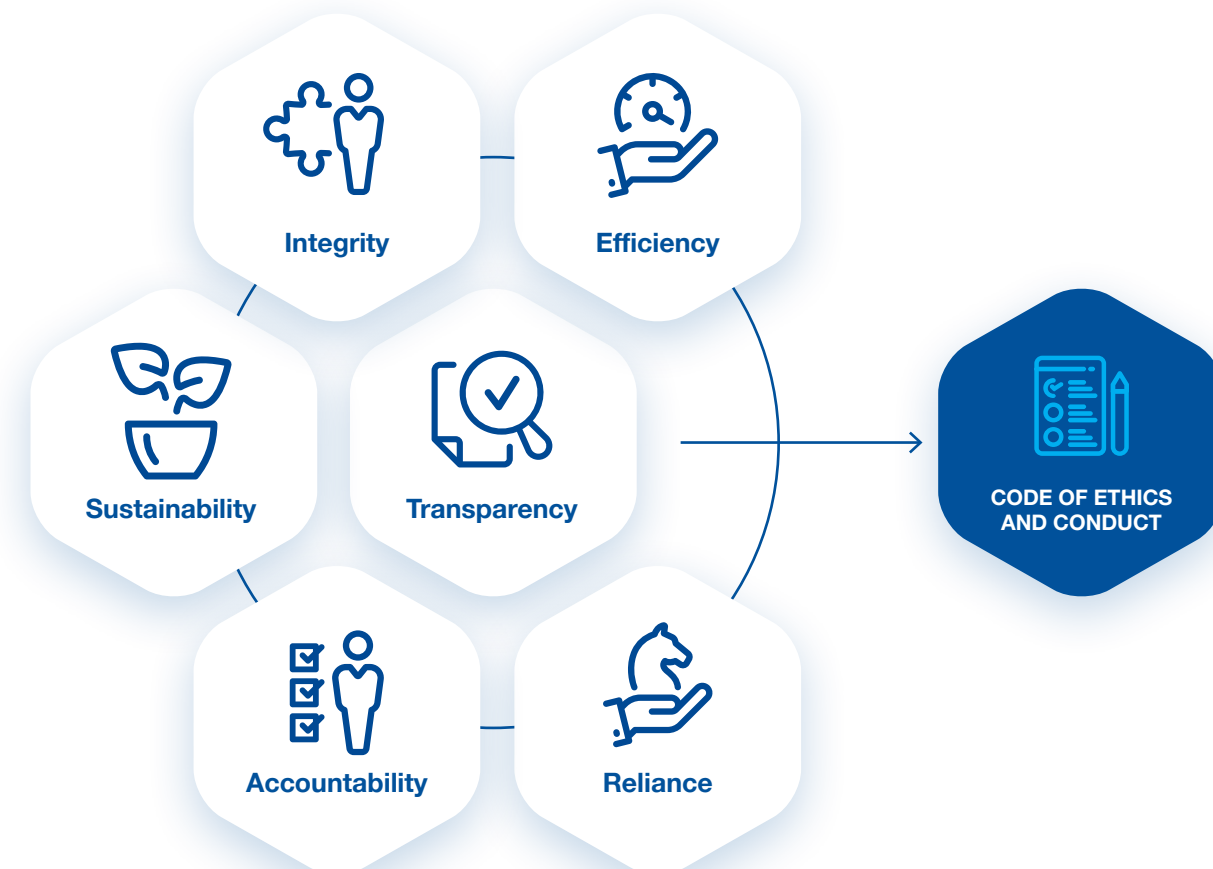 Integrity
Efficiency
Sustainability
Transparency
CODE OF ETHICS
AND CONDUCT
Accountability
Reliance